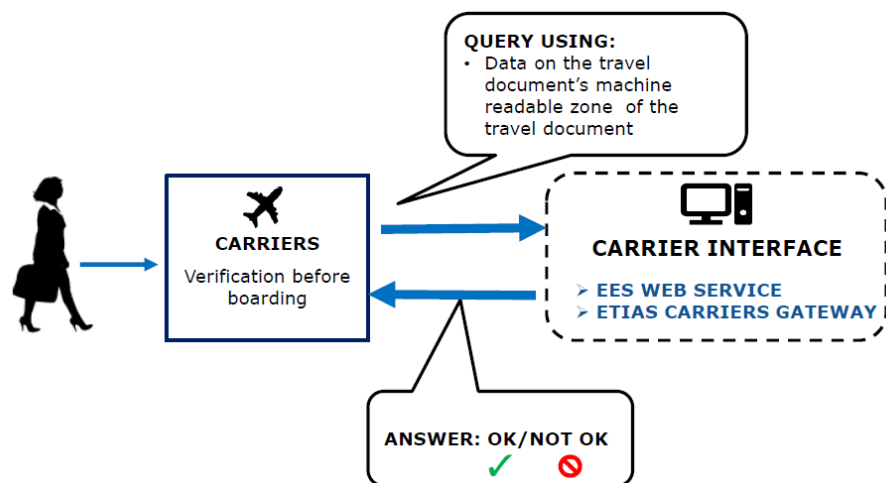 QUERY USING:
• Data on the travel
document's machine
readable zone of the
travel document
CARRIERS
Verification before
boarding
CARRIER INTERFACE
➢ EES WEB SERVICE
➢ ETIAS CARRIERS GATEWAY
ANSWER: OK/NOT OK